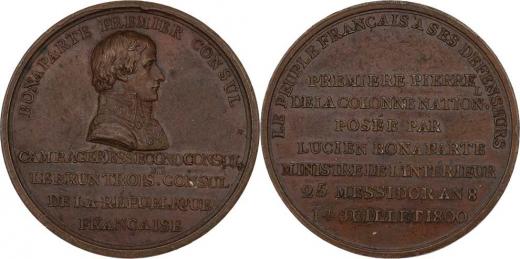 BONAPARTE PREMIER CONSUL
CAMBACERES SECOND CONSUL
LEBRUN TROIS.ME CONSUL
DE LA REPUBLIQUE
FRANÇAISE
LE PEUPLE FRANÇAIS À SES DEFENSEURS
PREMIERE PIERRE
DE LA COLONNE NATION.LE
POSÉE PAR
LUCIEN BONAPARTE
MINISTRE DE L'INTERIEUR
25 MESSIDOR AN 8
14 JUILLET 1800